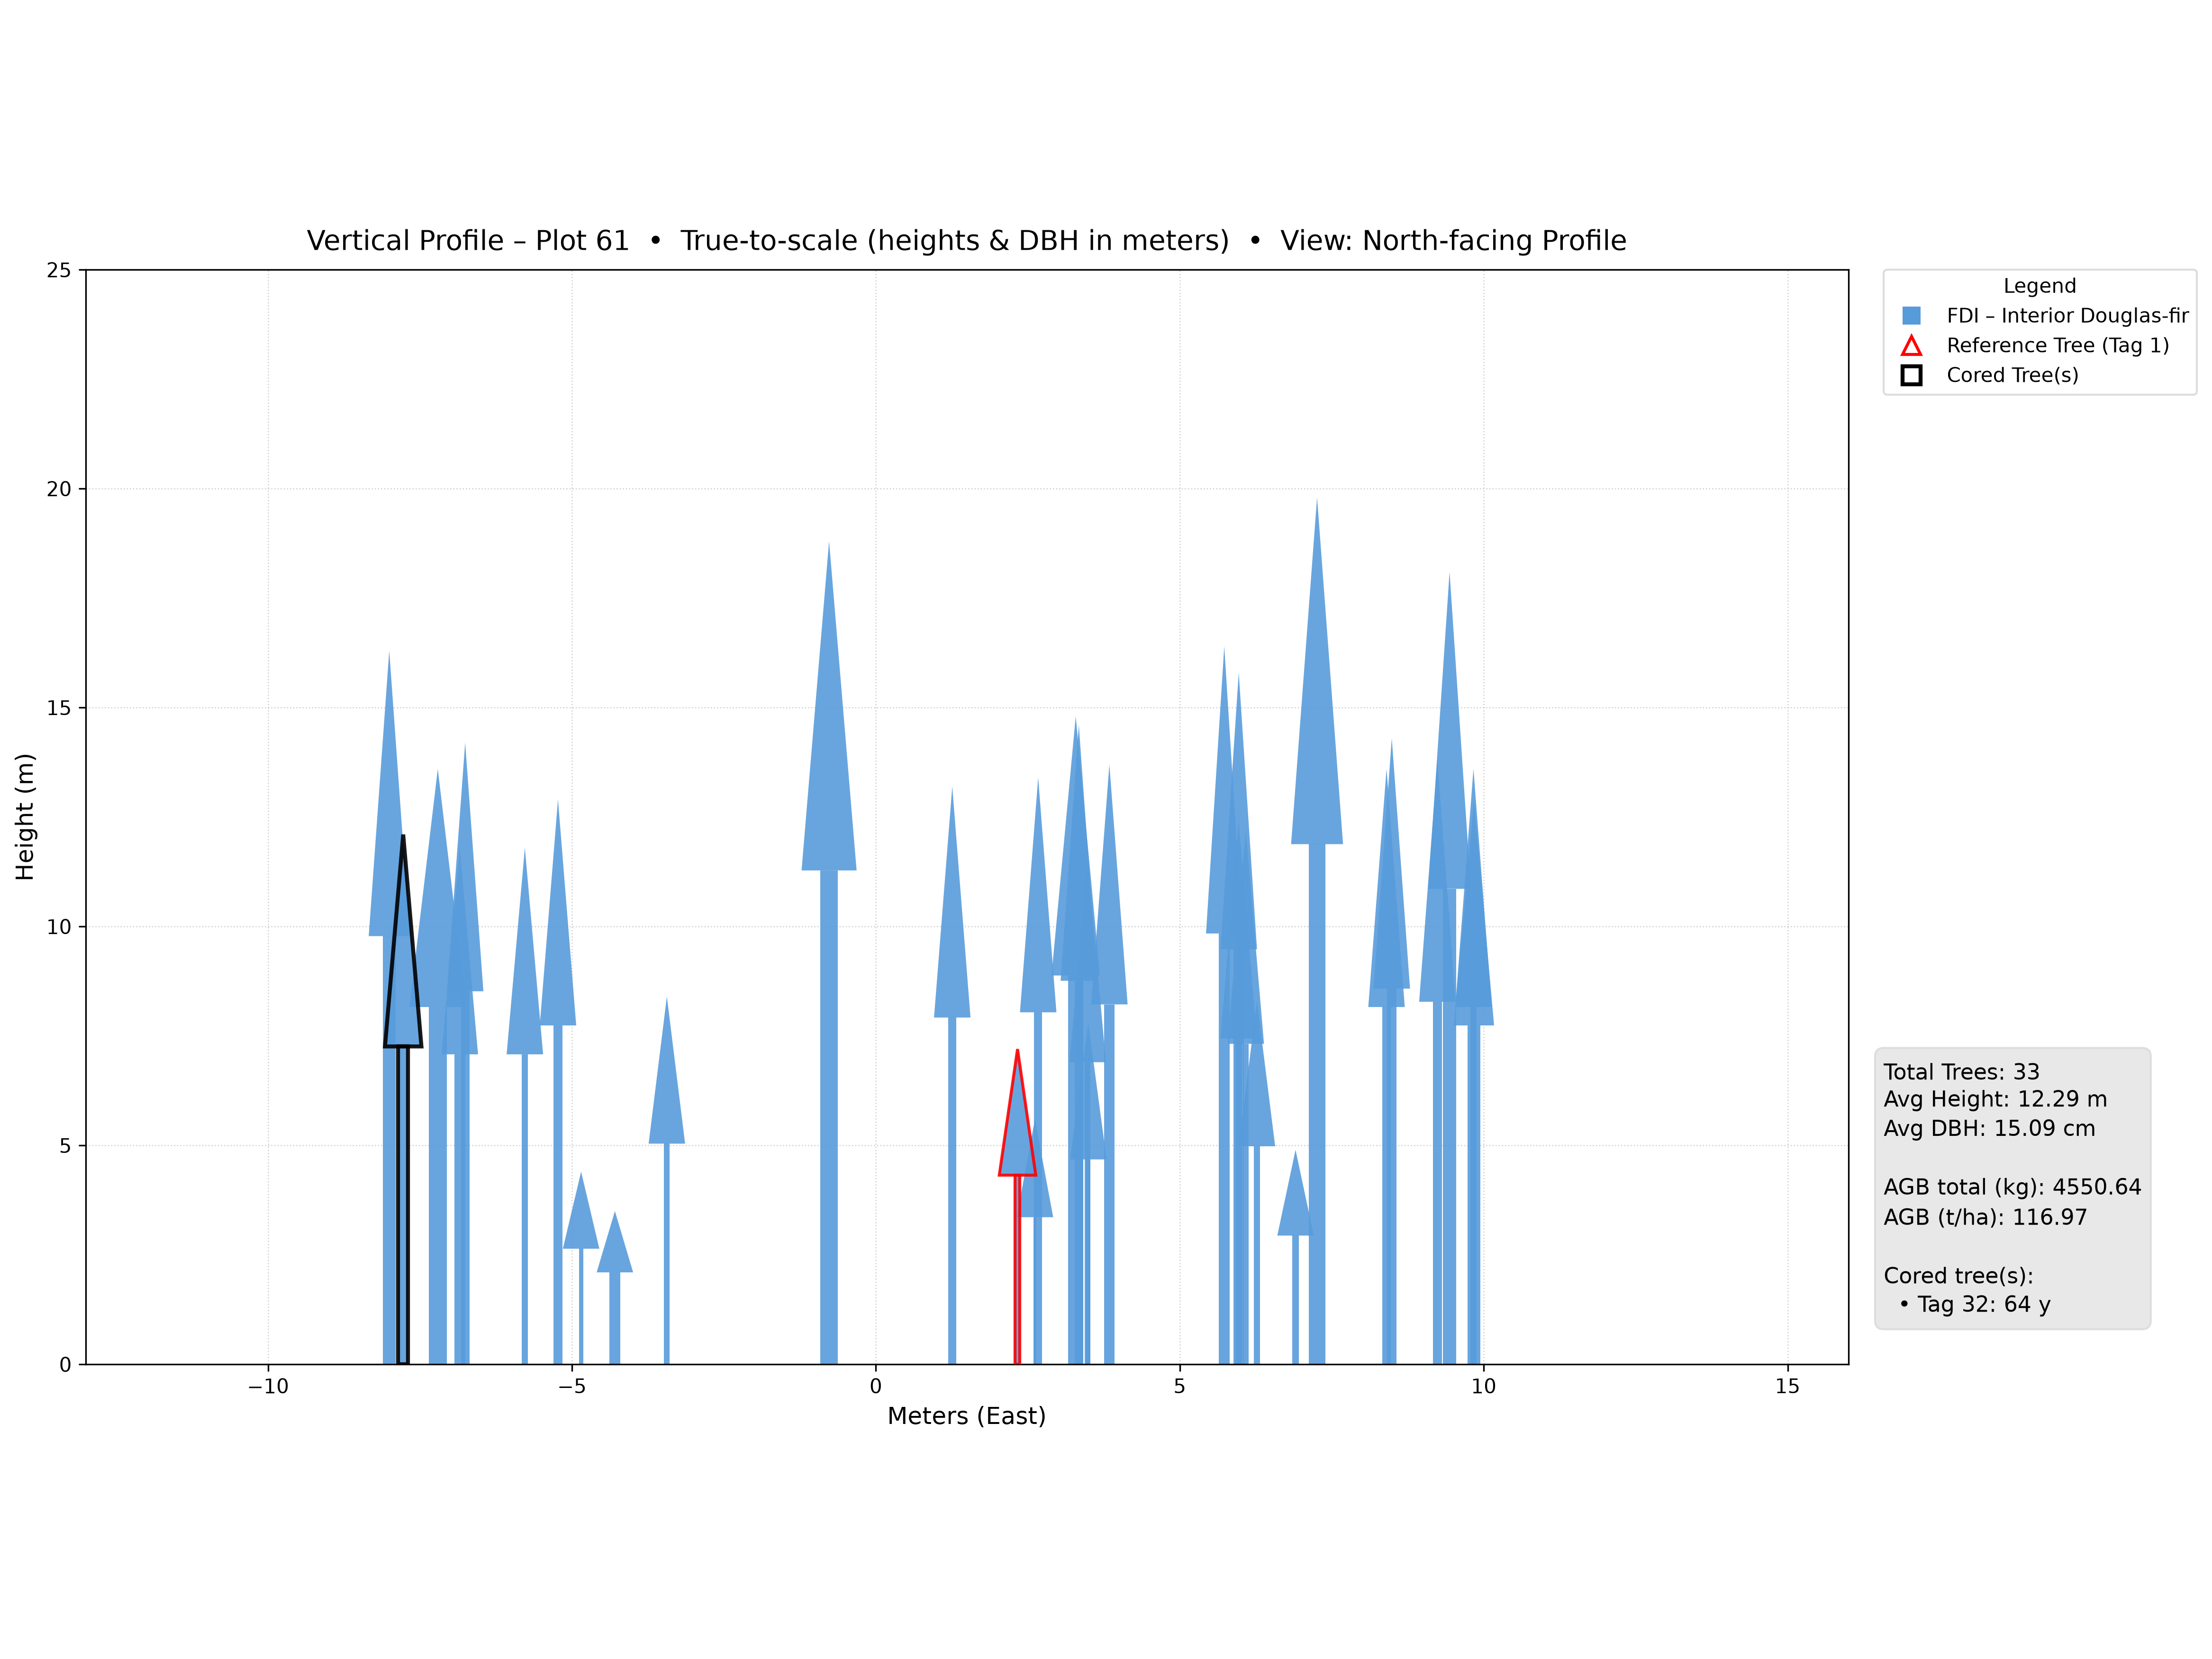 Vertical Profile – Plot 61 • True-to-scale (heights & DBH in meters) • View: North-facing Profile
Height (m)
25
20
15
10
5
0
−10
−5
0
5
10
15
Meters (East)
Legend
FDI – Interior Douglas-fir
Reference Tree (Tag 1)
Cored Tree(s)
Total Trees: 33
Avg Height: 12.29 m
Avg DBH: 15.09 cm
AGB total (kg): 4550.64
AGB (t/ha): 116.97
Cored tree(s):
• Tag 32: 64 y